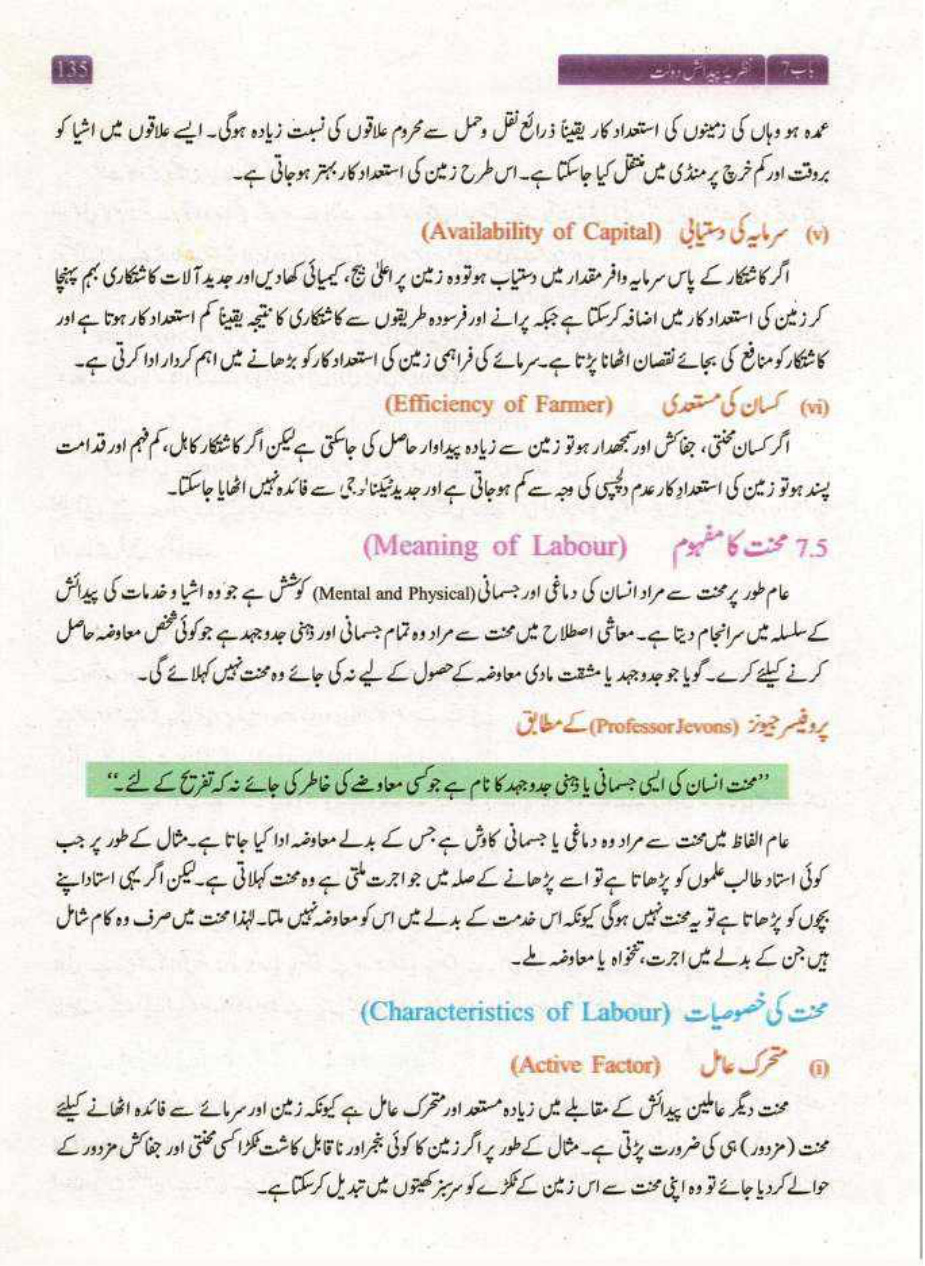 باب 7 نظریہ پیدائش دولت
135
عمدہ ہو وہاں کی زمینوں کی استعداد کار یقیناً ذرائع نقل وحمل سے محروم علاقوں کی نسبت زیادہ ہوگی۔ ایسے علاقوں میں اشیا کو
بروقت اور کم خرچ پر منڈی میں منتقل کیا جاسکتا ہے۔ اس طرح زمین کی استعداد کار بہتر ہوجاتی ہے۔
(v) سرمایہ کی دستیابی (Availability of Capital)
اگر کاشتکار کے پاس سرمایہ وافر مقدار میں دستیاب ہوتو وہ زمین پر اعلیٰ بیج، کیمیائی کھادیں اور جدید آلات کاشتکاری بہم پہنچا
کر زمین کی استعداد کار میں اضافہ کرسکتا ہے جبکہ پرانے اور فرسودہ طریقوں سے کاشتکاری کا نتیجہ یقیناً کم استعداد کار ہوتا ہے اور
کاشتکار کو منافع کی بجائے نقصان اٹھانا پڑتا ہے۔ سرمائے کی فراہمی زمین کی استعداد کار کو بڑھانے میں اہم کردار ادا کرتی ہے۔
(vi) کسان کی مستعدی (Efficiency of Farmer)
اگر کسان محنتی، جفاکش اور سمجھدار ہوتو زمین سے زیادہ پیداوار حاصل کی جاسکتی ہے لیکن اگر کاشتکار کاہل، کم فہم اور قدامت
پسند ہوتو زمین کی استعدادِ کار عدم دلچسپی کی وجہ سے کم ہوجاتی ہے اور جدید ٹیکنالوجی سے فائدہ نہیں اٹھایا جاسکتا۔
7.5 محنت کا مفہوم (Meaning of Labour)
عام طور پر محنت سے مراد انسان کی دماغی اور جسمانی (Mental and Physical) کوشش ہے جو وہ اشیا و خدمات کی پیدائش
کے سلسلہ میں سرانجام دیتا ہے۔ معاشی اصطلاح میں محنت سے مراد وہ تمام جسمانی اور ذہنی جدوجہد ہے جو کوئی شخص معاوضہ حاصل
کرنے کیلئے کرے۔ گویا جو جدوجہد یا مشقت مادی معاوضہ کے حصول کے لیے نہ کی جائے وہ محنت نہیں کہلائے گی۔
پروفیسر جیونز (Professor Jevons) کے مطابق
”محنت انسان کی ایسی جسمانی یا ذہنی جدوجہد کا نام ہے جو کسی معاوضے کی خاطر کی جائے نہ کہ تفریح کے لئے۔“
عام الفاظ میں محنت سے مراد وہ دماغی یا جسمانی کاوش ہے جس کے بدلے معاوضہ ادا کیا جاتا ہے۔ مثال کے طور پر جب
کوئی استاد طالب علموں کو پڑھاتا ہے تو اسے پڑھانے کے صلہ میں جو اجرت ملتی ہے وہ محنت کہلاتی ہے۔ لیکن اگر یہی استاد اپنے
بچوں کو پڑھاتا ہے تو یہ محنت نہیں ہوگی کیونکہ اس خدمت کے بدلے میں اس کو معاوضہ نہیں ملتا۔ لہٰذا محنت میں صرف وہ کام شامل
ہیں جن کے بدلے میں اجرت، تنخواہ یا معاوضہ ملے۔
محنت کی خصوصیات (Characteristics of Labour)
(i) متحرک عامل (Active Factor)
محنت دیگر عاملین پیدائش کے مقابلے میں زیادہ مستعد اور متحرک عامل ہے کیونکہ زمین اور سرمائے سے فائدہ اٹھانے کیلئے
محنت (مزدور) ہی کی ضرورت پڑتی ہے۔ مثال کے طور پر اگر زمین کا کوئی بنجر اور ناقابل کاشت ٹکڑا کسی محنتی اور جفاکش مزدور کے
حوالے کردیا جائے تو وہ اپنی محنت سے اس زمین کے ٹکڑے کو سرسبز کھیتوں میں تبدیل کرسکتا ہے۔